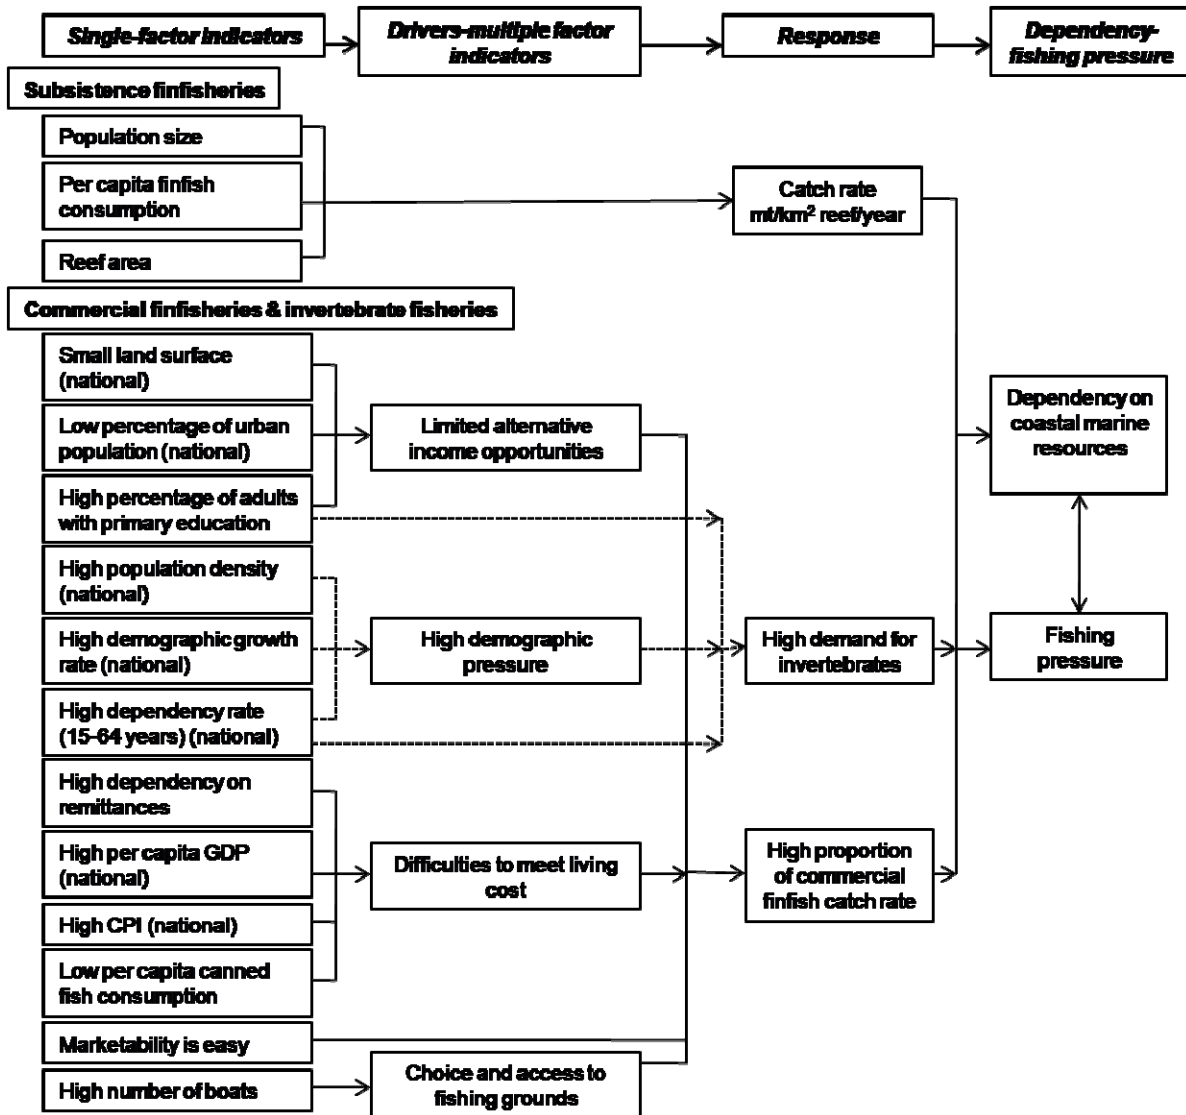 Single-factor indicators
Drivers-multiple factor
indicators
Response
Dependency-
fishing pressure
Subsistence finfisheries
Population size
Per capita finfish
consumption
Reef area
Catch rate
mt/km² reef/year
Commercial finfisheries & invertebrate fisheries
Small land surface
(national)
Low percentage of urban
population (national)
High percentage of adults
with primary education
High population density
(national)
High demographic growth
rate (national)
High dependency rate
(15-64 years) (national)
High dependency on
remittances
High per capita GDP
(national)
High CPI (national)
Low per capita canned
fish consumption
Marketability is easy
High number of boats
Limited alternative
income opportunities
High demographic
pressure
Difficulties to meet living
cost
Choice and access to
fishing grounds
High demand for
invertebrates
High proportion
of commercial
finfish catch rate
Dependency on
coastal marine
resources
Fishing
pressure